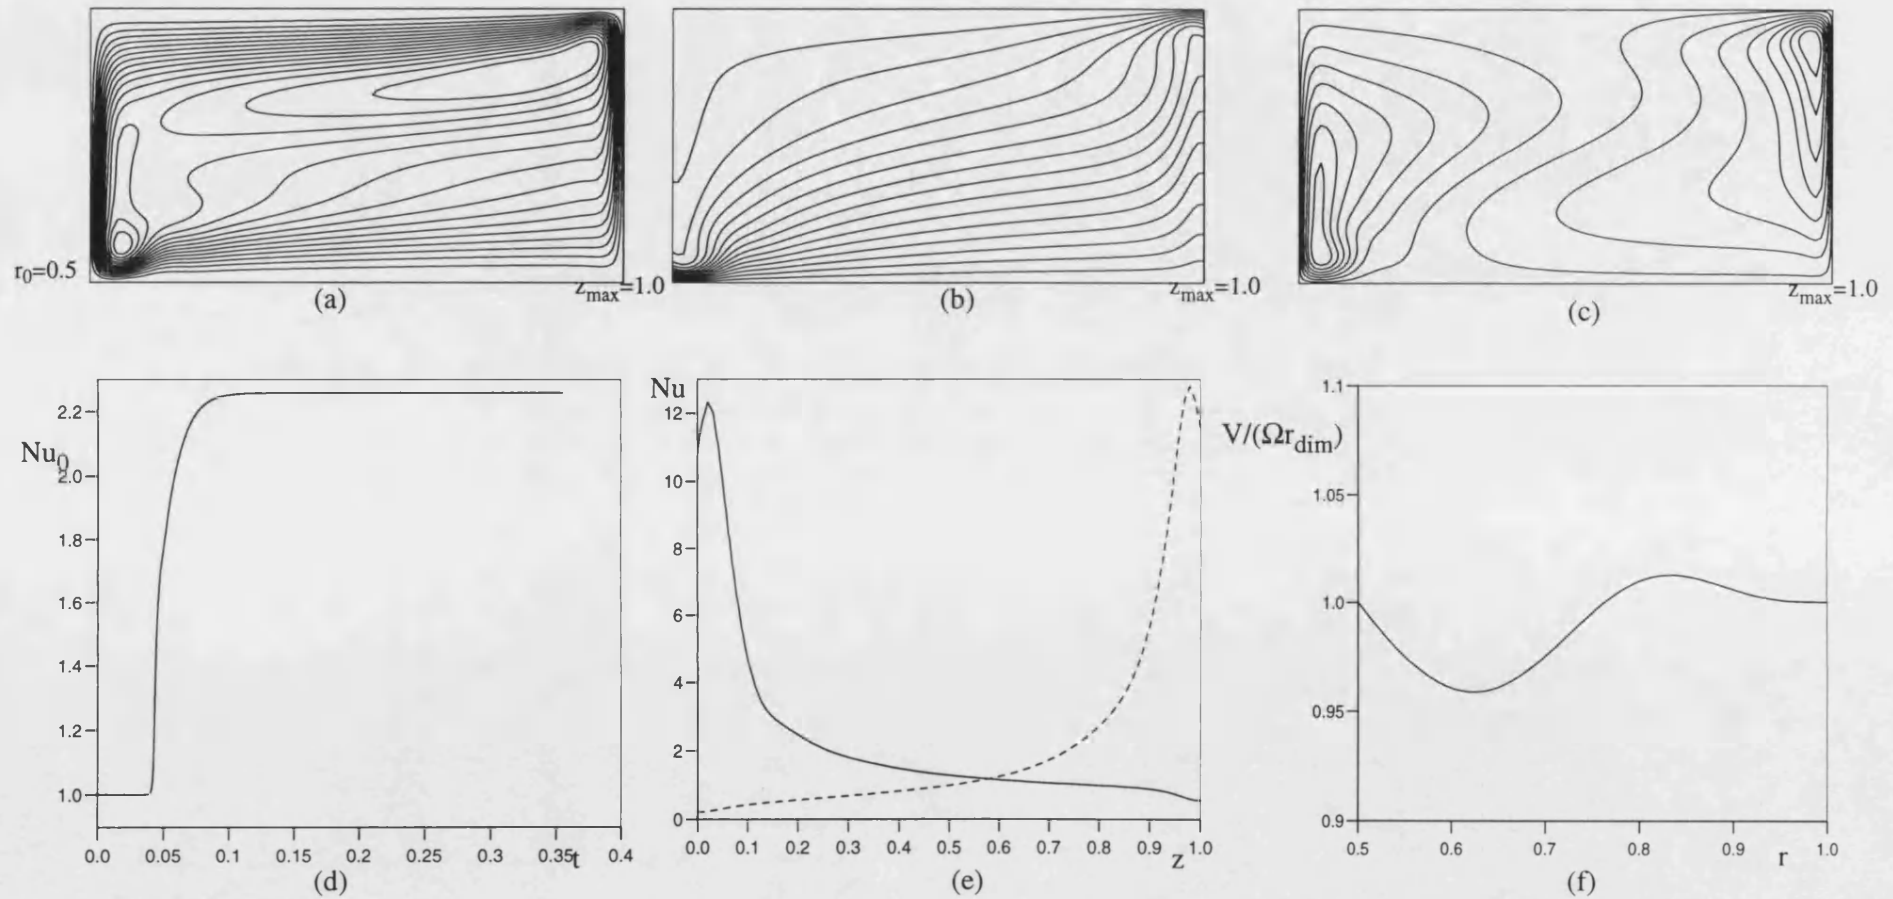 r₀=0.5
z_max=1.0
z_max=1.0
z_max=1.0
(a)
(b)
(c)
Nu₀
2.2
2.0
1.8
1.6
1.4
1.2
1.0
0.0 0.05 0.1 0.15 0.2 0.25 0.3 0.35 t 0.4
(d)
Nu
12
10
8
6
4
2
0
0.0 0.1 0.2 0.3 0.4 0.5 0.6 0.7 0.8 0.9 z 1.0
(e)
V/(Ωr_dim)
1.1
1.05
1.0
0.95
0.9
0.5 0.6 0.7 0.8 0.9 r 1.0
(f)